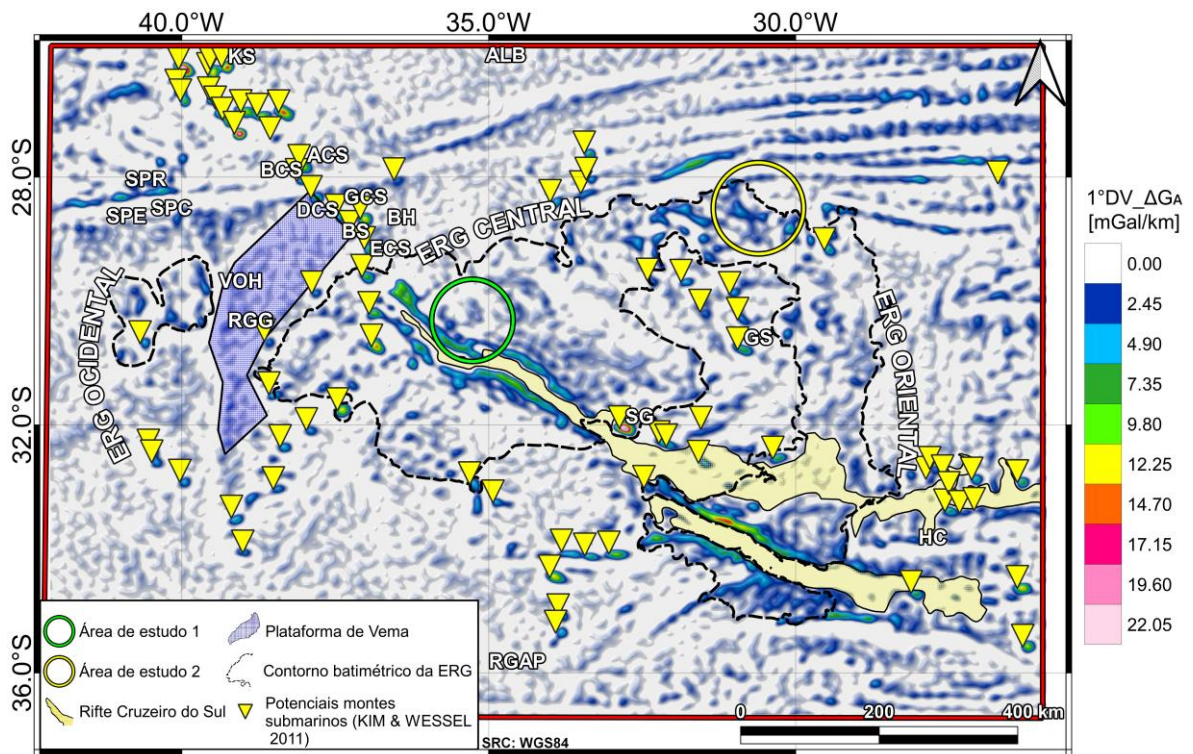 40.0°W 35.0°W 30.0°W
KS
ALB
ACS
BCS
SPR
SPC
SPE
GCS
DCS
BH
BS
ECS
ERG CENTRAL
VOH
ERG OCIDENTAL
RGG
GS
ERG ORIENTAL
SG
HC
RGAP
28.0°S
32.0°S
36.0°S
1°DV_ΔGA
[mGal/km]
0.00
2.45
4.90
7.35
9.80
12.25
14.70
17.15
19.60
22.05
Área de estudo 1
Área de estudo 2
Rifte Cruzeiro do Sul
Plataforma de Vema
Contorno batimétrico da ERG
Potenciais montes
submarinos (KIM & WESSEL
2011)
SRC: WGS84
0 200 400 km